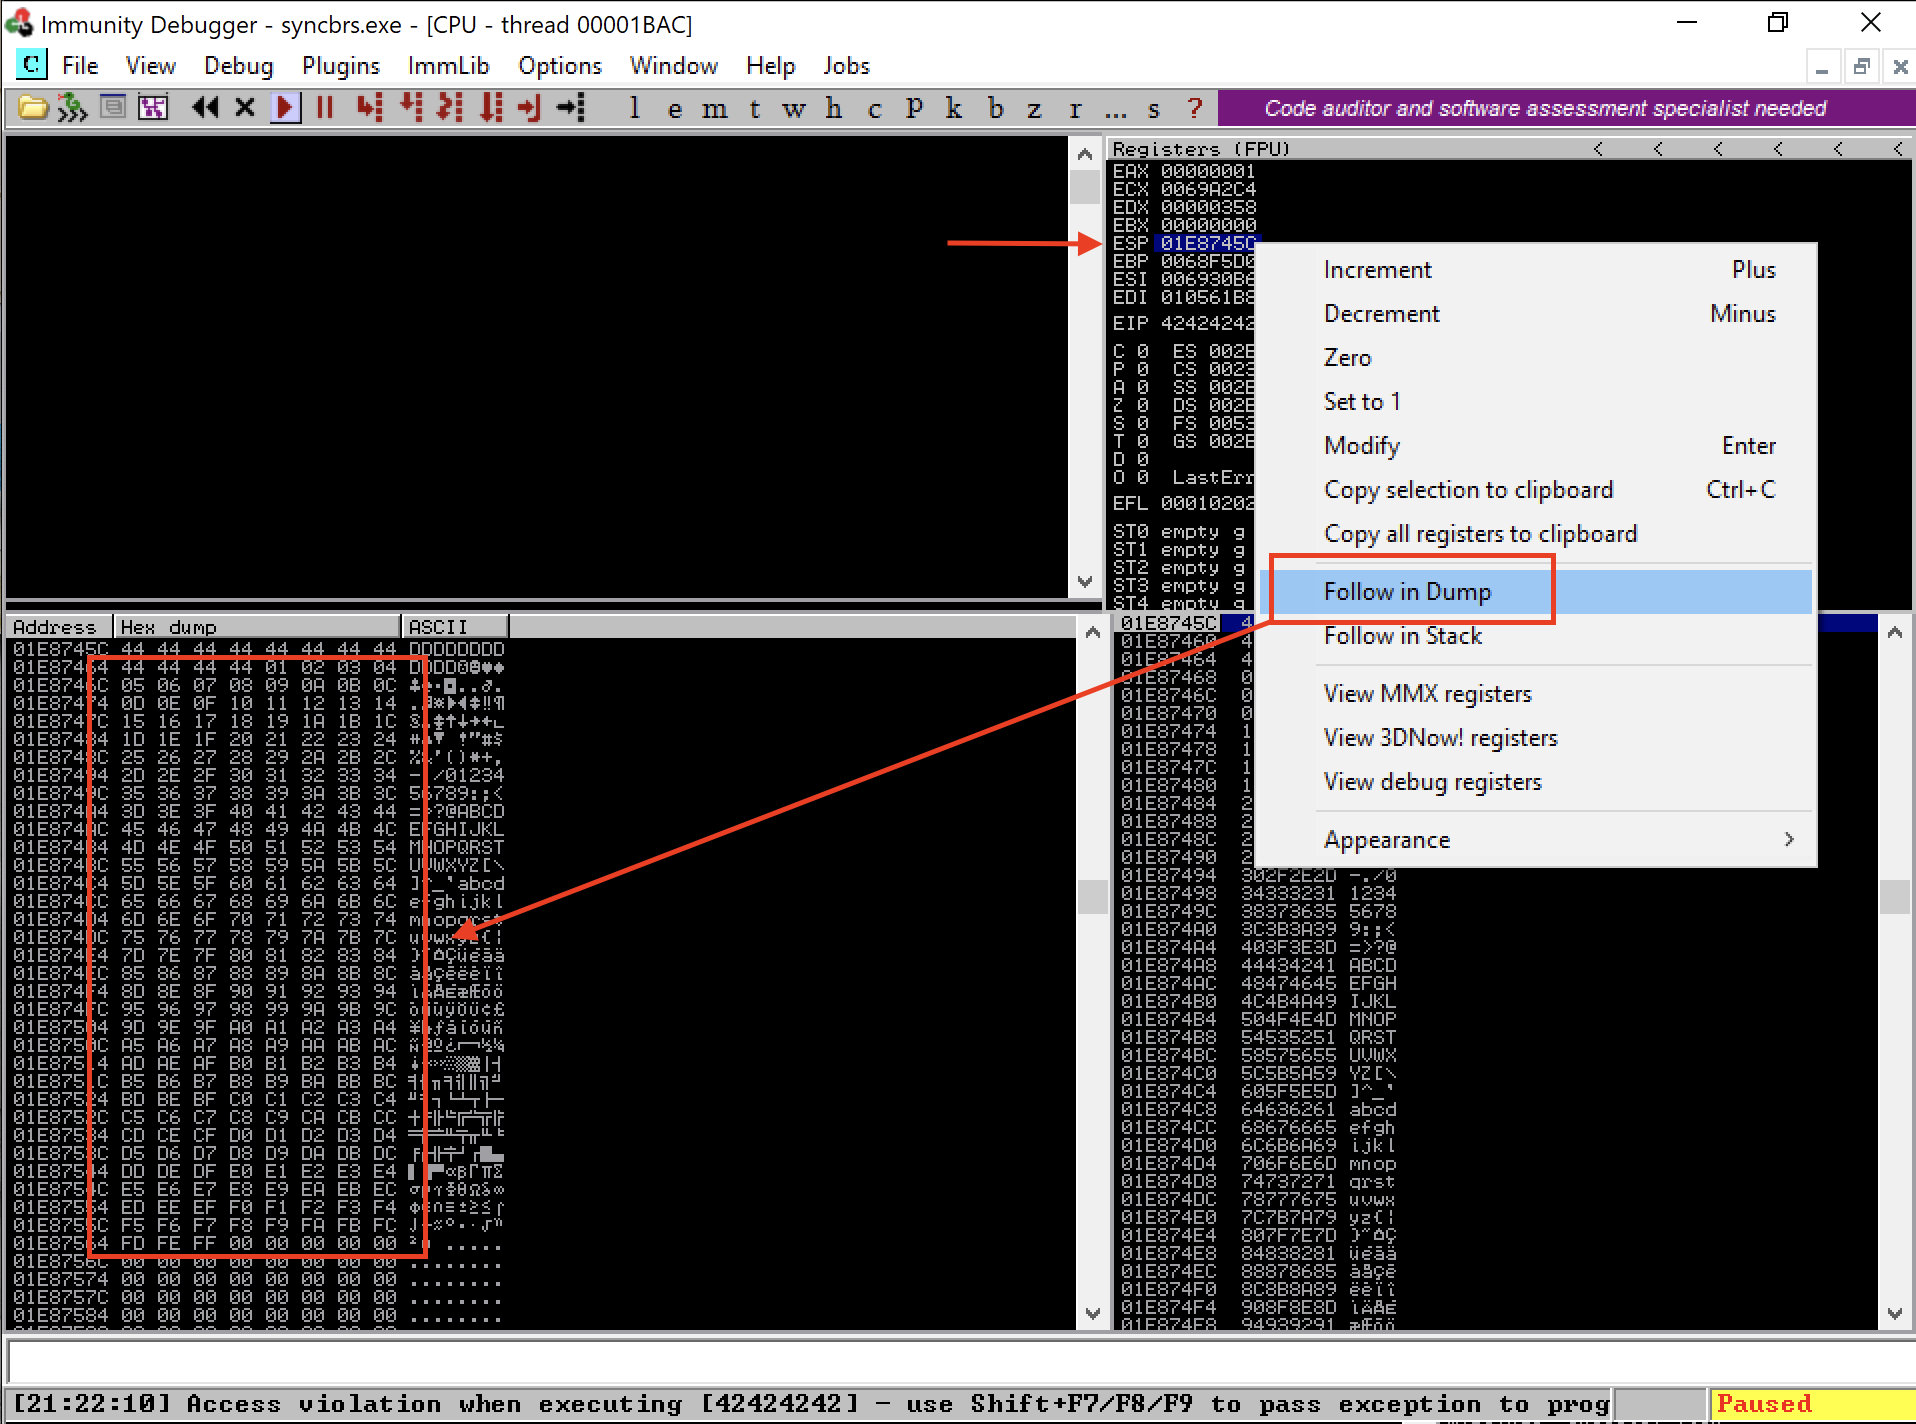 Immunity Debugger - syncbrs.exe - [CPU - thread 00001BAC]
C File View Debug Plugins ImmLib Options Window Help Jobs
l e m t w h c P k b z r ... s ? Code auditor and software assessment specialist needed
Registers (FPU) < < < < < <
EAX 00000001
ECX 0069A2C4
EDX 00000358
EBX 00000000
ESP 01E8745C
EBP 0068F5D0
ESI 006930B6
EDI 010561B8
EIP 42424242
C 0 ES 002B
P 0 CS 0023
A 0 SS 002B
Z 0 DS 002B
S 0 FS 0053
T 0 GS 002B
D 0
O 0 LastErr
EFL 00010202
ST0 empty g
ST1 empty g
ST2 empty g
ST3 empty g
ST4 empty g
Increment Plus
Decrement Minus
Zero
Set to 1
Modify Enter
Copy selection to clipboard Ctrl+C
Copy all registers to clipboard
Follow in Dump
Follow in Stack
View MMX registers
View 3DNow! registers
View debug registers
Appearance >
Address Hex dump ASCII
01E8745C 44 44 44 44 44 44 44 44 DDDDDDDD
01E87464 44 44 44 44 01 02 03 04
01E8746C 05 06 07 08 09 0A 0B 0C
01E87474 0D 0E 0F 10 11 12 13 14
01E8747C 15 16 17 18 19 1A 1B 1C
01E87484 1D 1E 1F 20 21 22 23 24
01E8748C 25 26 27 28 29 2A 2B 2C
01E87494 2D 2E 2F 30 31 32 33 34 -./01234
01E8749C 35 36 37 38 39 3A 3B 3C 56789:;<
01E874A4 3D 3E 3F 40 41 42 43 44 =>?@ABCD
01E874AC 45 46 47 48 49 4A 4B 4C EFGHIJKL
01E874B4 4D 4E 4F 50 51 52 53 54 MNOPQRST
01E874BC 55 56 57 58 59 5A 5B 5C UVWXYZ[\
01E874C4 5D 5E 5F 60 61 62 63 64 ]^_`abcd
01E874CC 65 66 67 68 69 6A 6B 6C efghijkl
01E874D4 6D 6E 6F 70 71 72 73 74 mnopqrst
01E874DC 75 76 77 78 79 7A 7B 7C uvwxyz{|
01E874E4 7D 7E 7F 80 81 82 83 84
01E874EC 85 86 87 88 89 8A 8B 8C
01E874F4 8D 8E 8F 90 91 92 93 94
01E874FC 95 96 97 98 99 9A 9B 9C
01E87504 9D 9E 9F A0 A1 A2 A3 A4
01E8750C A5 A6 A7 A8 A9 AA AB AC
01E87514 AD AE AF B0 B1 B2 B3 B4
01E8751C B5 B6 B7 B8 B9 BA BB BC
01E87524 BD BE BF C0 C1 C2 C3 C4
01E8752C C5 C6 C7 C8 C9 CA CB CC
01E87534 CD CE CF D0 D1 D2 D3 D4
01E8753C D5 D6 D7 D8 D9 DA DB DC
01E87544 DD DE DF E0 E1 E2 E3 E4
01E8754C E5 E6 E7 E8 E9 EA EB EC
01E87554 ED EE EF F0 F1 F2 F3 F4
01E8755C F5 F6 F7 F8 F9 FA FB FC
01E87564 FD FE FF 00 00 00 00 00
01E8756C 00 00 00 00 00 00 00 00 ........
01E87574 00 00 00 00 00 00 00 00 ........
01E8757C 00 00 00 00 00 00 00 00 ........
01E87584 00 00 00 00 00 00 00 00 ........
01E8745C 4
01E87460 4
01E87464 4
01E87468 0
01E8746C 0
01E87470 0
01E87474 1
01E87478 1
01E8747C 1
01E87480 1
01E87484 2
01E87488 2
01E8748C 2
01E87490 2
01E87494 302F2E2D -./0
01E87498 34333231 1234
01E8749C 38373635 5678
01E874A0 3C3B3A39 9:;<
01E874A4 403F3E3D =>?@
01E874A8 44434241 ABCD
01E874AC 48474645 EFGH
01E874B0 4C4B4A49 IJKL
01E874B4 504F4E4D MNOP
01E874B8 54535251 QRST
01E874BC 58575655 UVWX
01E874C0 5C5B5A59 YZ[\
01E874C4 605F5E5D ]^_`
01E874C8 64636261 abcd
01E874CC 68676665 efgh
01E874D0 6C6B6A69 ijkl
01E874D4 706F6E6D mnop
01E874D8 74737271 qrst
01E874DC 78777675 uvwx
01E874E0 7C7B7A79 yz{|
01E874E4 807F7E7D }~⌂Ç
01E874E8 84838281 üéâä
01E874EC 88878685 àåçê
01E874F0 8C8B8A89 ëèïî
01E874F4 908F8E8D ìÄÅÉ
01E874F8 94939291 æÆôö
[21:22:10] Access violation when executing [42424242] - use Shift+F7/F8/F9 to pass exception to prog
Paused